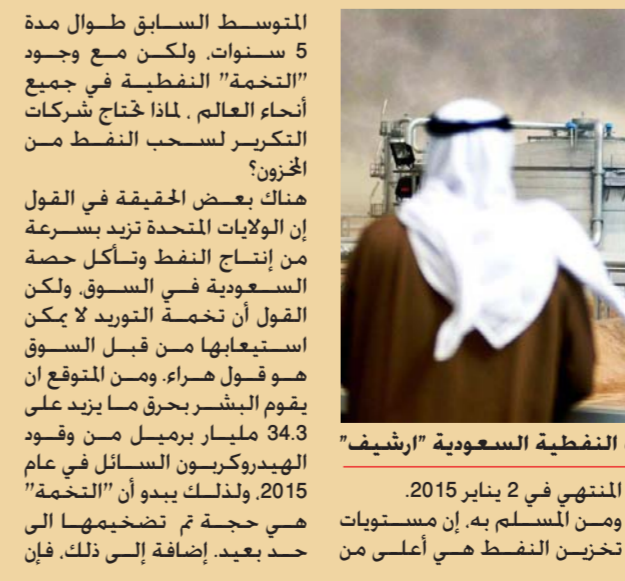 النفطية السعودية "ارشيف"
المنتهي في 2 يناير 2015.
ومن المسلم به، إن مستويات
تخزين النفط هي أعلى من
المتوسط السابق طوال مدة
5 سنوات، ولكن مع وجود
"التخمة" النفطية في جميع
أنحاء العالم ، لماذا تحتاج شركات
التكرير لسحب النفط من
المخزون؟
هناك بعض الحقيقة في القول
إن الولايات المتحدة تزيد بسرعة
من إنتاج النفط وتأكل حصة
السعودية في السوق، ولكن
القول أن تخمة التوريد لا يمكن
استيعابها من قبل السوق
هو قول هراء. ومن المتوقع ان
يقوم البشر بحرق ما يزيد على
34.3 مليار برميل من وقود
الهيدروكربون السائل في عام
2015، ولذلك يبدو أن "التخمة"
هي حجة تم تضخيمها الى
حد بعيد. إضافة إلى ذلك، فإن